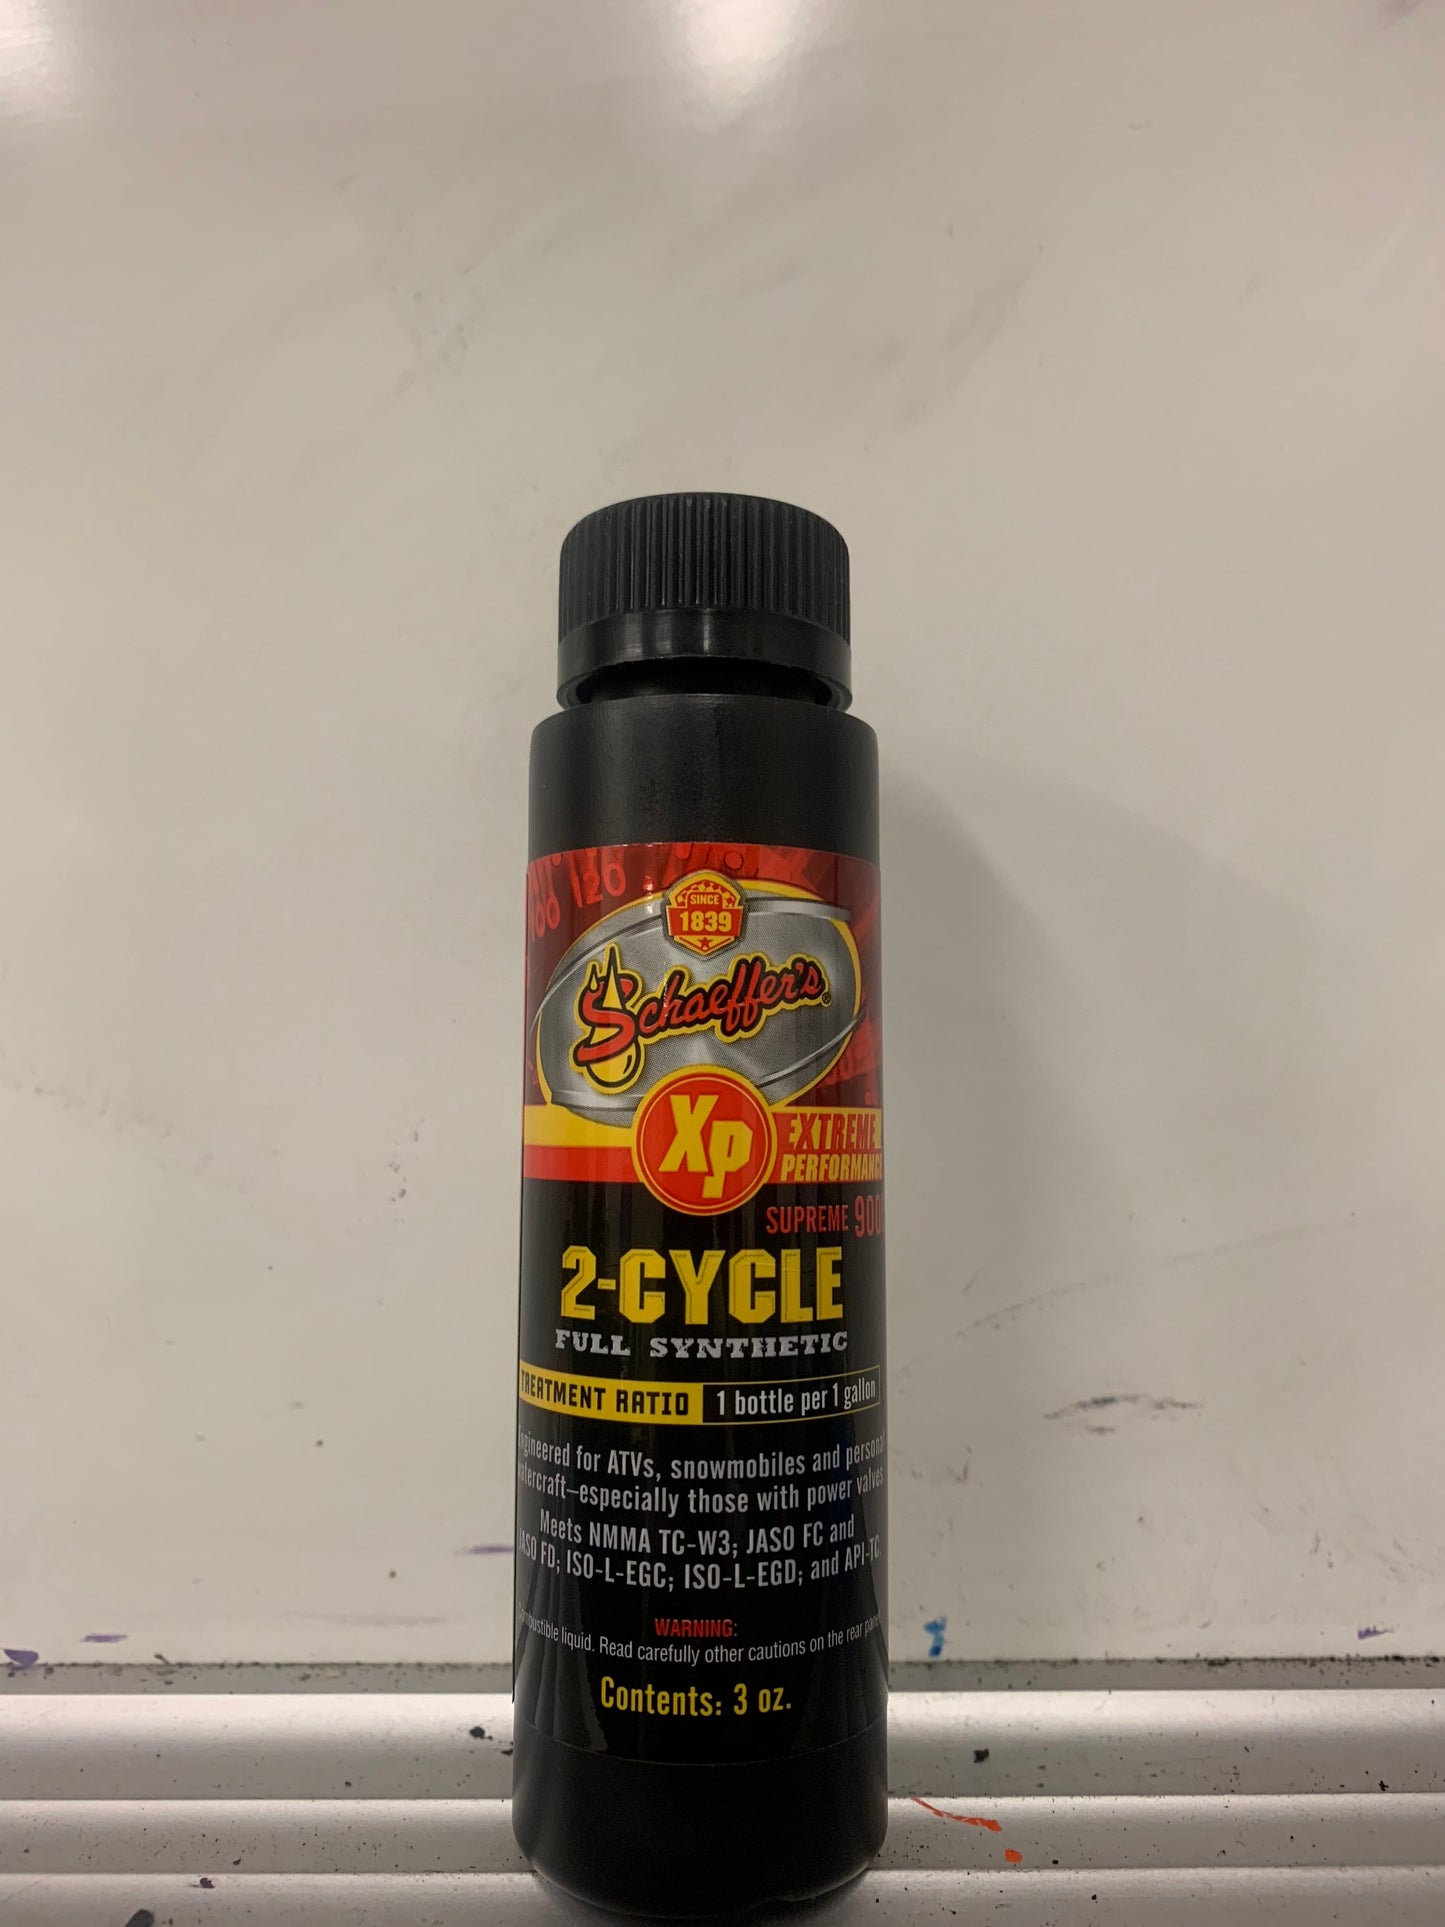 120
SINCE
1839
Schaeffer's®
XP
EXTREME
PERFORMANCE
SUPREME 900
2-CYCLE
FULL SYNTHETIC
TREATMENT RATIO 1 bottle per 1 gallon
ngineered for ATVs, snowmobiles and personal
watercraft—especially those with power valves.
Meets NMMA TC-W3; JASO FC and
JASO FD; ISO-L-EGC; ISO-L-EGD; and API-TC.
WARNING:
Combustible liquid. Read carefully other cautions on the rear panel
Contents: 3 oz.